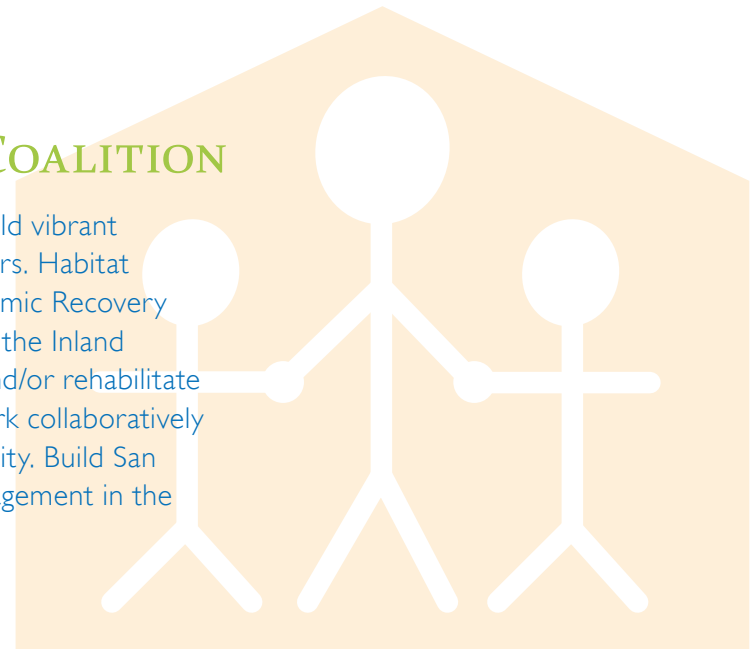 COALITION
ld vibrant
rs. Habitat
mic Recovery
the Inland
nd/or rehabilitate
rk collaboratively
ity. Build San
gement in the